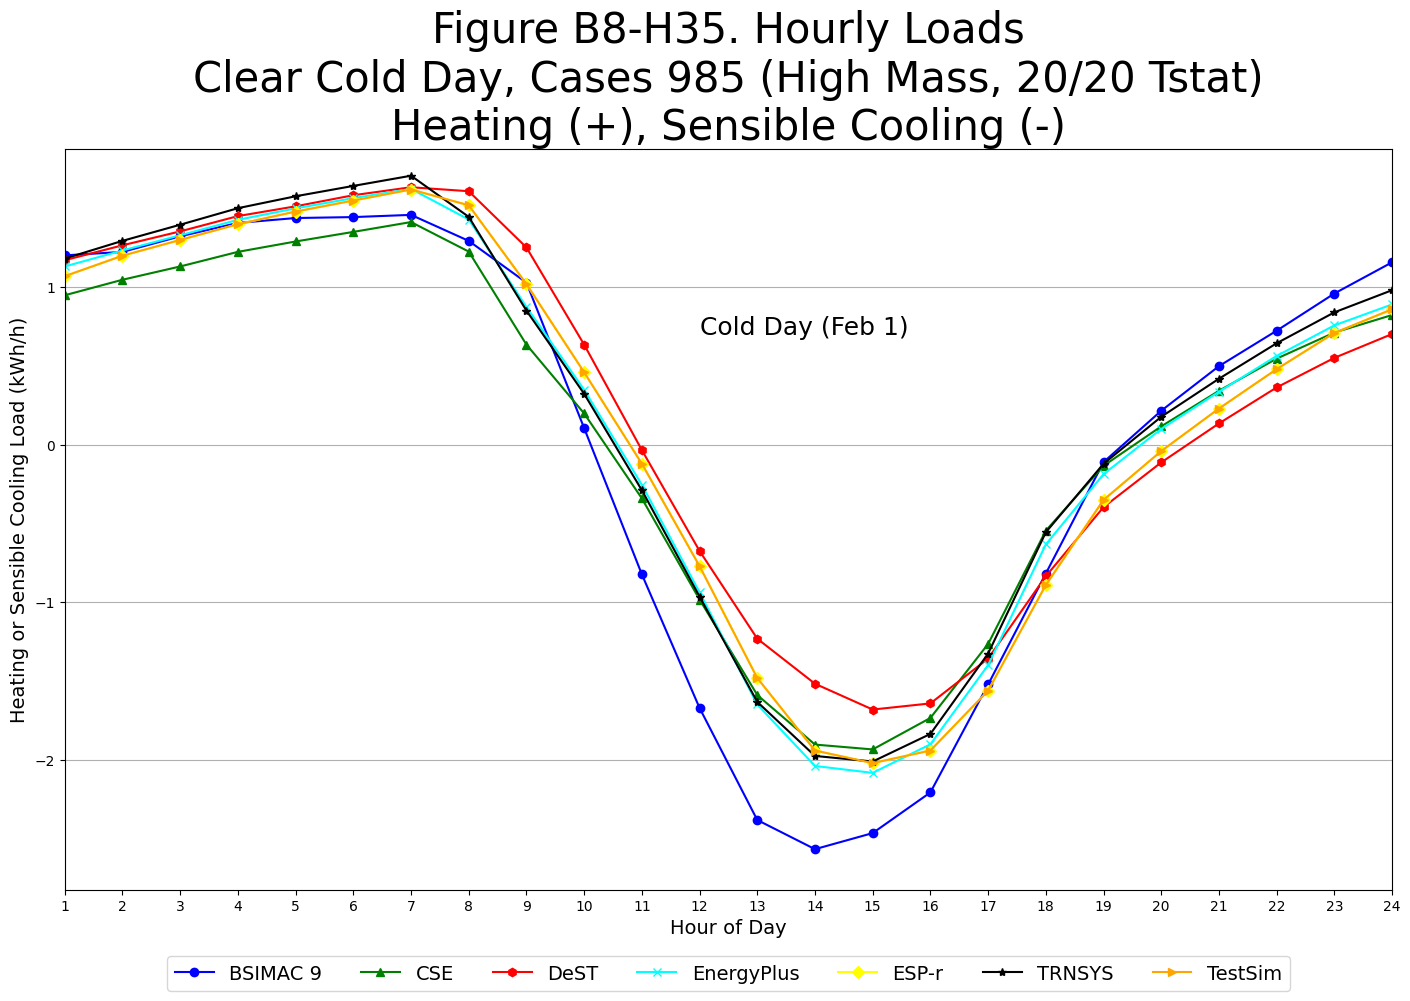 Figure B8-H35. Hourly Loads
Clear Cold Day, Cases 985 (High Mass, 20/20 Tstat)
Heating (+), Sensible Cooling (-)
Heating or Sensible Cooling Load (kWh/h)
1
0
−1
−2
Cold Day (Feb 1)
1 2 3 4 5 6 7 8 9 10 11 12 13 14 15 16 17 18 19 20 21 22 23 24
Hour of Day
BSIMAC 9 CSE DeST EnergyPlus ESP-r TRNSYS TestSim